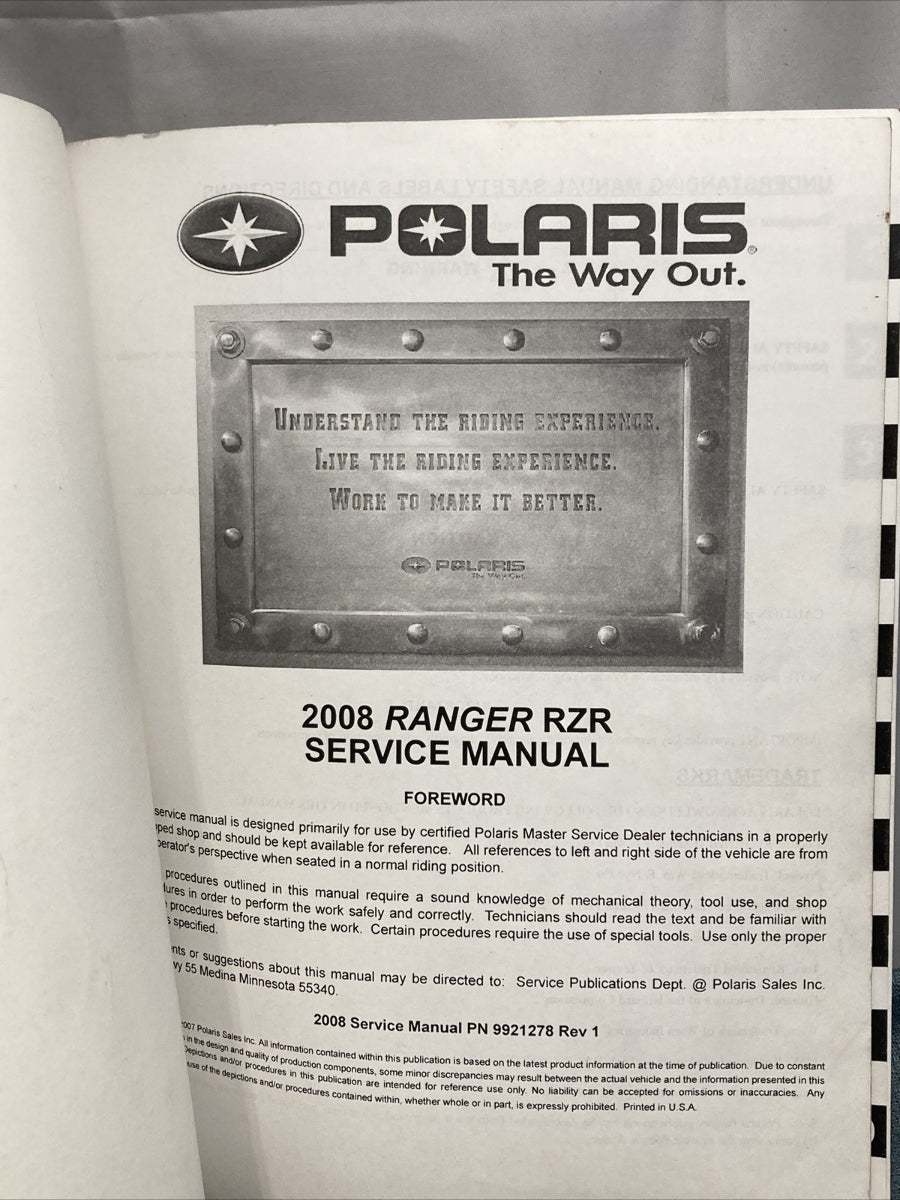 POLARIS®
The Way Out.
UNDERSTAND THE RIDING EXPERIENCE.
LIVE THE RIDING EXPERIENCE.
WORK TO MAKE IT BETTER.
POLARIS
The Way Out.
2008 RANGER RZR
SERVICE MANUAL
FOREWORD
service manual is designed primarily for use by certified Polaris Master Service Dealer technicians in a properly
shop and should be kept available for reference. All references to left and right side of the vehicle are from
perspective when seated in a normal riding position.
procedures outlined in this manual require a sound knowledge of mechanical theory, tool use, and shop
in order to perform the work safely and correctly. Technicians should read the text and be familiar with
procedures before starting the work. Certain procedures require the use of special tools. Use only the proper
specified.
or suggestions about this manual may be directed to: Service Publications Dept. @ Polaris Sales Inc.
55 Medina Minnesota 55340.
2008 Service Manual PN 9921278 Rev 1
2007 Polaris Sales Inc. All information contained within this publication is based on the latest product information at the time of publication. Due to constant
in the design and quality of production components, some minor discrepancies may result between the actual vehicle and the information presented in this
Depictions and/or procedures in this publication are intended for reference use only. No liability can be accepted for omissions or inaccuracies. Any
use of the depictions and/or procedures contained within, whether whole or in part, is expressly prohibited. Printed in U.S.A.